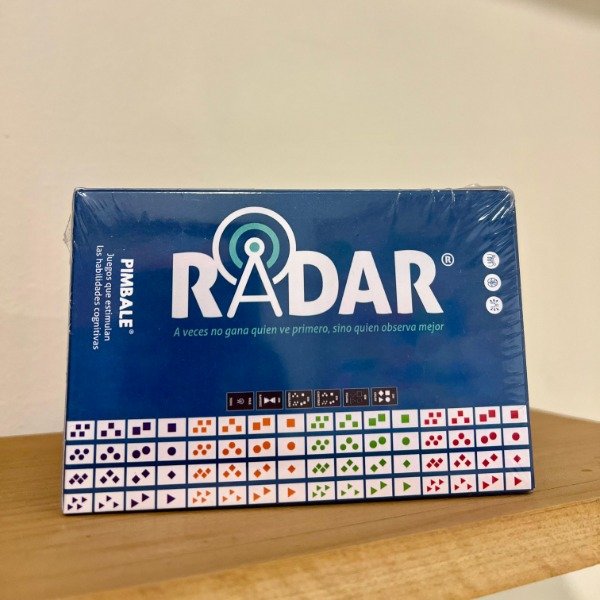 RADAR®
A veces no gana quien ve primero, sino quien observa mejor
PIMBALE®
Juegos que estimulan
las habilidades cognitivas